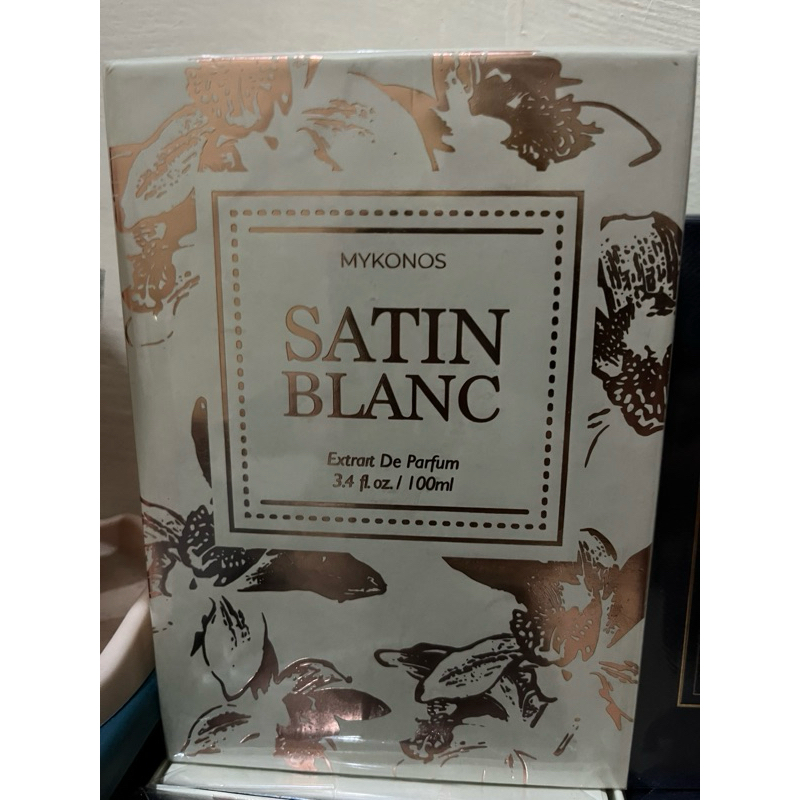 MYKONOS
SATIN
BLANC
Extrait De Parfum
3.4 fl. oz. / 100ml